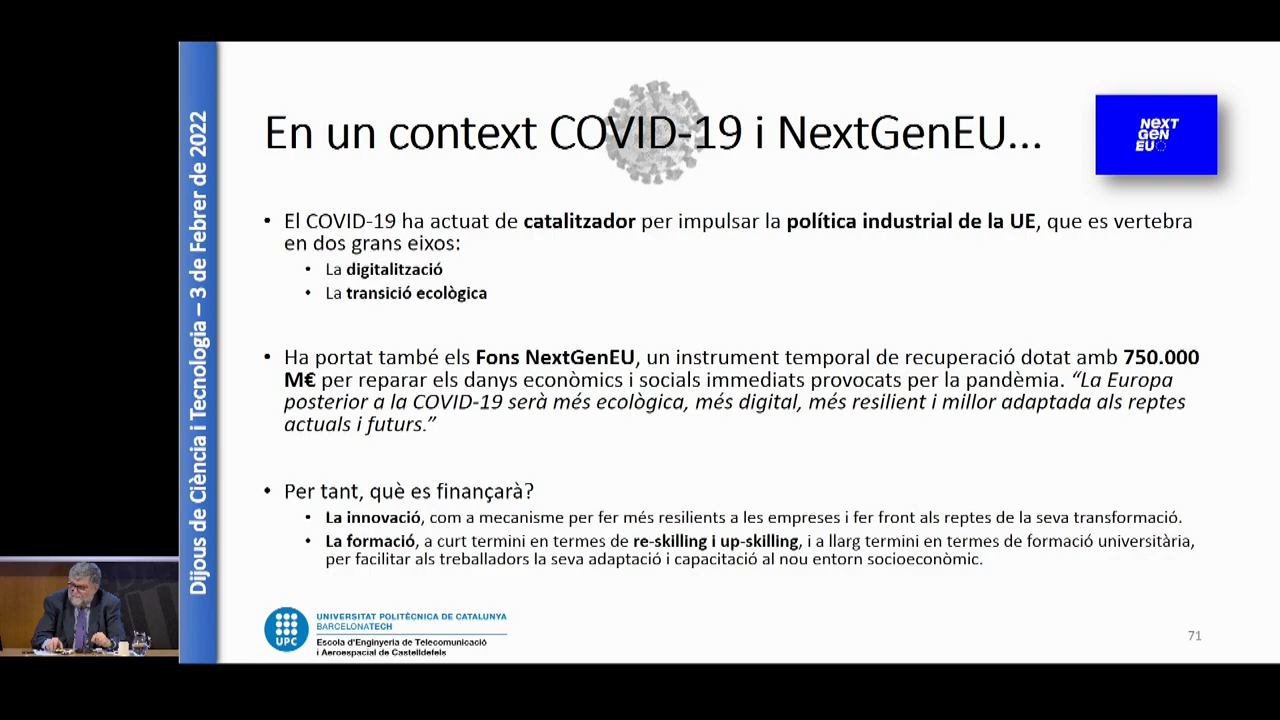 Dijous de Ciència i Tecnologia – 3 de Febrer de 2022
En un context COVID-19 i NextGenEU...
NEXT
GEN
EU
• El COVID-19 ha actuat de catalitzador per impulsar la política industrial de la UE, que es vertebra
en dos grans eixos:
• La digitalització
• La transició ecològica
• Ha portat també els Fons NextGenEU, un instrument temporal de recuperació dotat amb 750.000
M€ per reparar els danys econòmics i socials immediats provocats per la pandèmia. “La Europa
posterior a la COVID-19 serà més ecològica, més digital, més resilient i millor adaptada als reptes
actuals i futurs.”
• Per tant, què es finançarà?
• La innovació, com a mecanisme per fer més resilients a les empreses i fer front als reptes de la seva transformació.
• La formació, a curt termini en termes de re-skilling i up-skilling, i a llarg termini en termes de formació universitària,
per facilitar als treballadors la seva adaptació i capacitació al nou entorn socioeconòmic.
UPC
UNIVERSITAT POLITÈCNICA DE CATALUNYA
BARCELONATECH
Escola d'Enginyeria de Telecomunicació
i Aeroespacial de Castelldefels
71